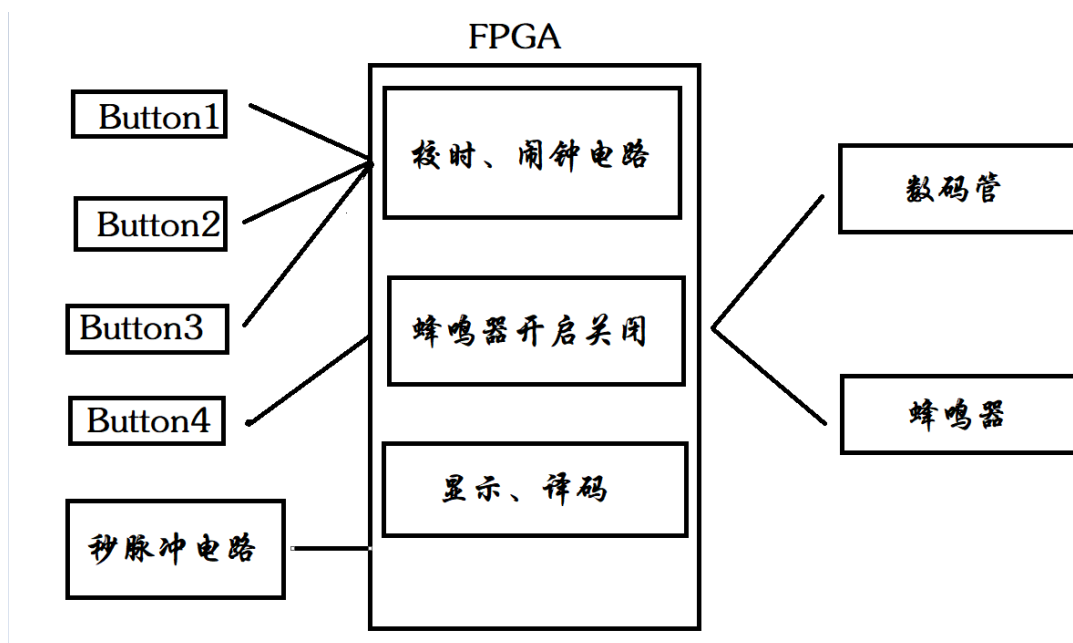 FPGA
Button1
Button2
Button3
Button4
秒脉冲电路
校时、闹钟电路
蜂鸣器开启关闭
显示、译码
数码管
蜂鸣器